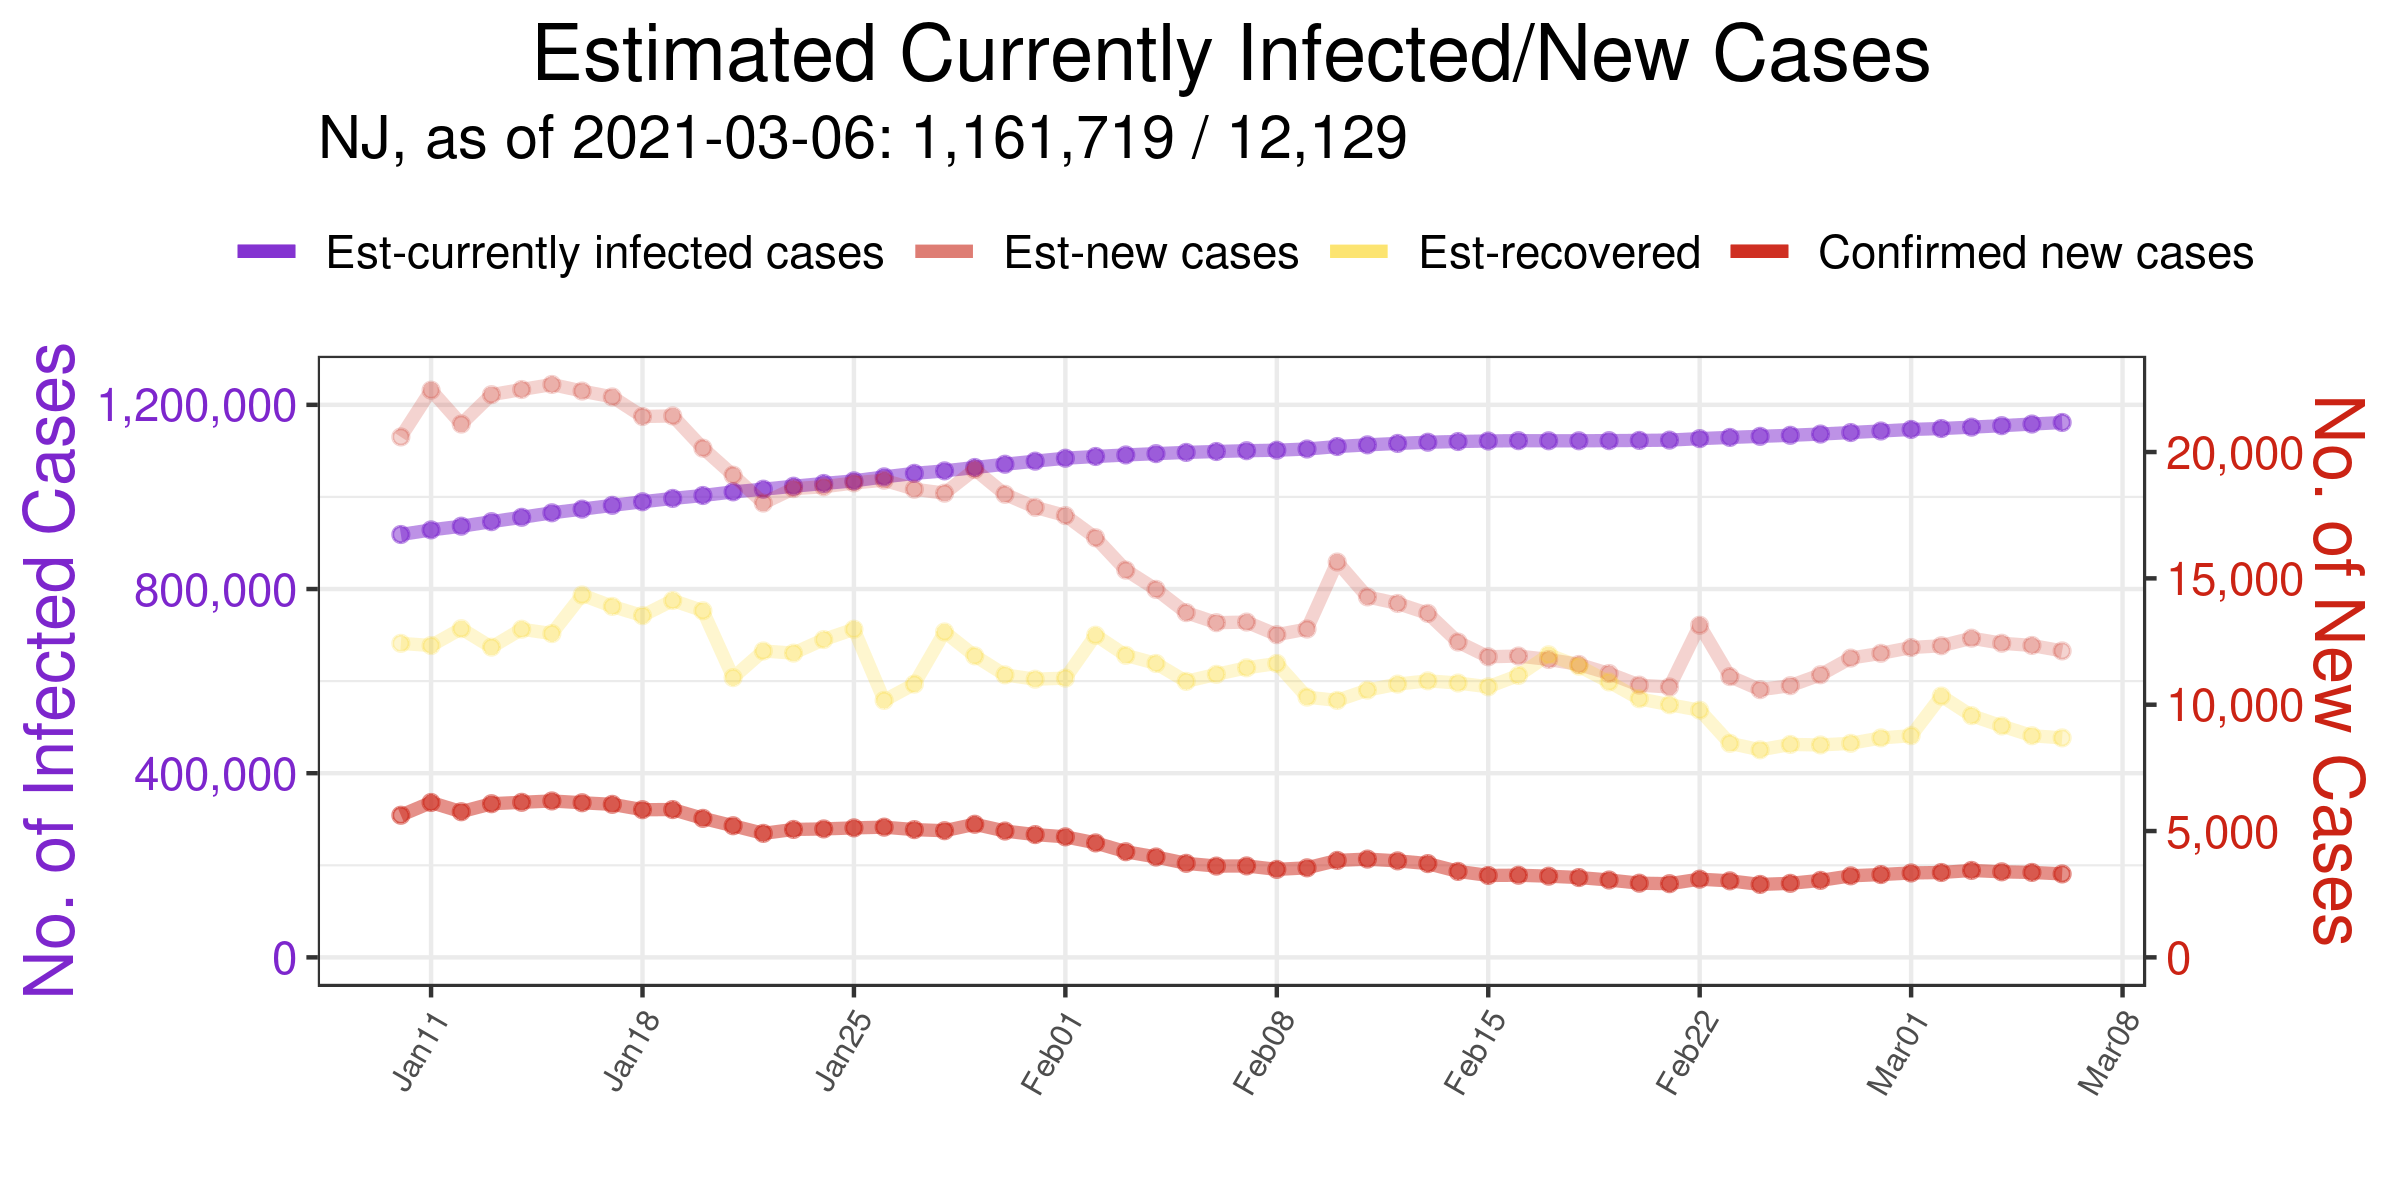 Estimated Currently Infected/New Cases
NJ, as of 2021-03-06: 1,161,719 / 12,129
Est-currently infected cases Est-new cases Est-recovered Confirmed new cases
No. of Infected Cases
1,200,000
800,000
400,000
0
No. of New Cases
20,000
15,000
10,000
5,000
0
Jan11 Jan18 Jan25 Feb01 Feb08 Feb15 Feb22 Mar01 Mar08